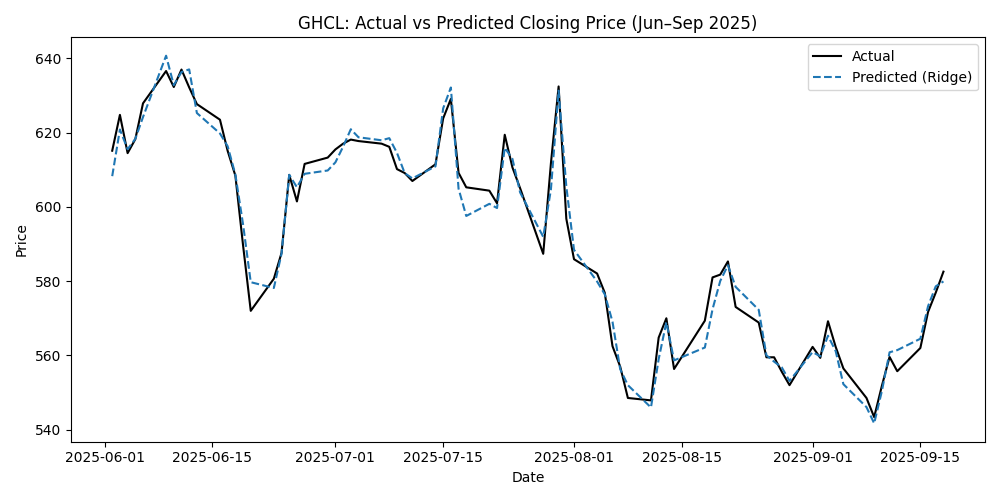 GHCL: Actual vs Predicted Closing Price (Jun–Sep 2025)
Actual
Predicted (Ridge)
Price
640
620
600
580
560
540
2025-06-01 2025-06-15 2025-07-01 2025-07-15 2025-08-01 2025-08-15 2025-09-01 2025-09-15
Date